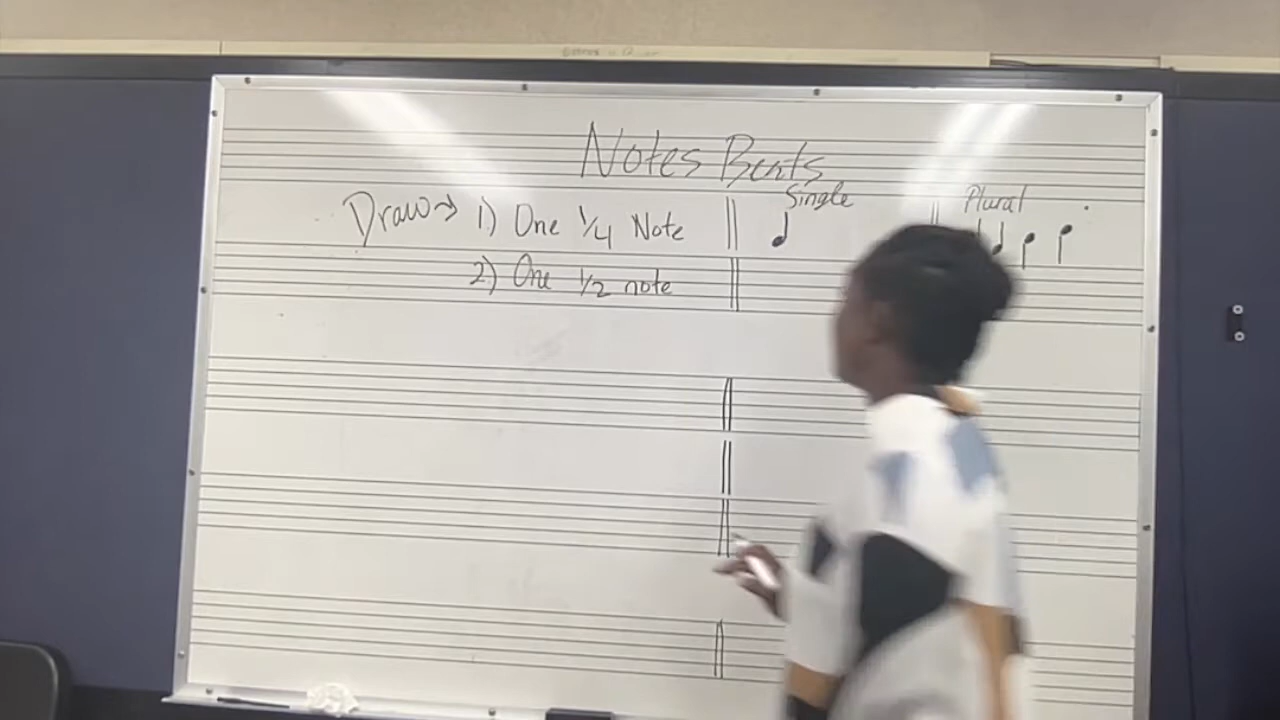 Notes Beats
Single Plural
Draw → 1) One 1/4 Note
2) One 1/2 note